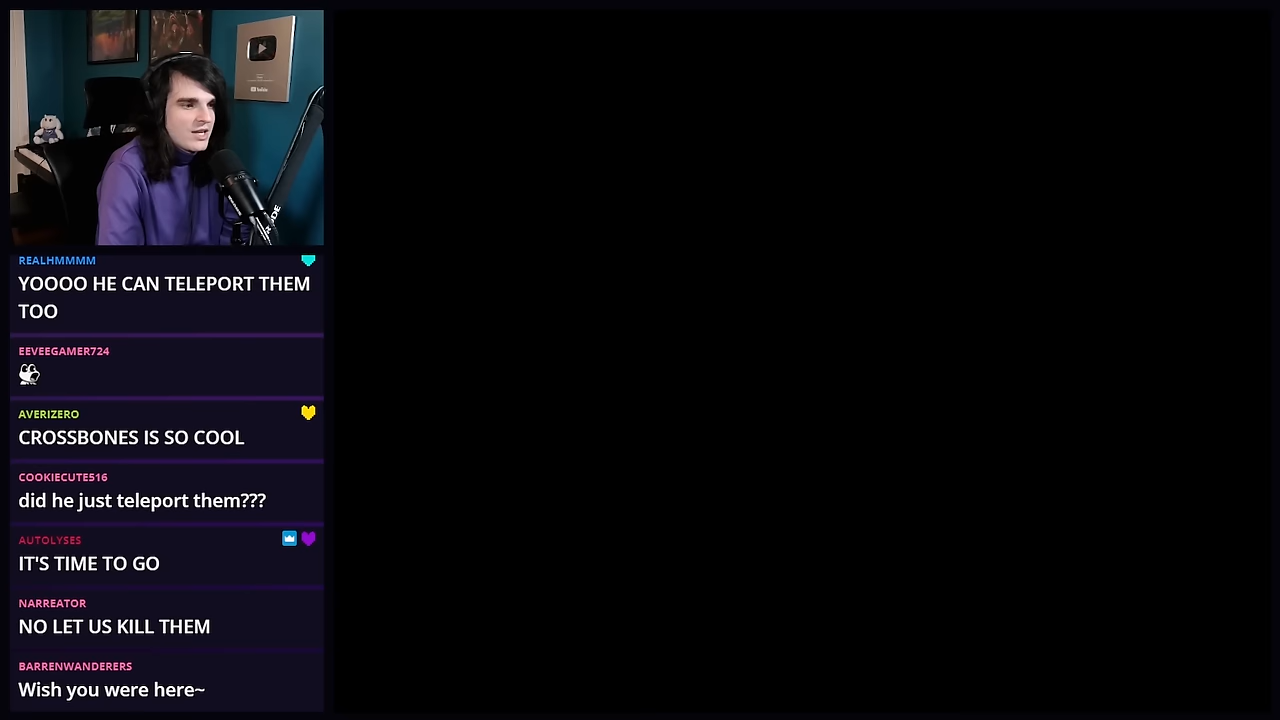 YouTube
REALHMMMM
YOOOO HE CAN TELEPORT THEM
TOO
EEVEEGAMER724
AVERIZERO
CROSSBONES IS SO COOL
COOKIECUTE516
did he just teleport them???
AUTOLYSES
IT'S TIME TO GO
NARREATOR
NO LET US KILL THEM
BARRENWANDERERS
Wish you were here~